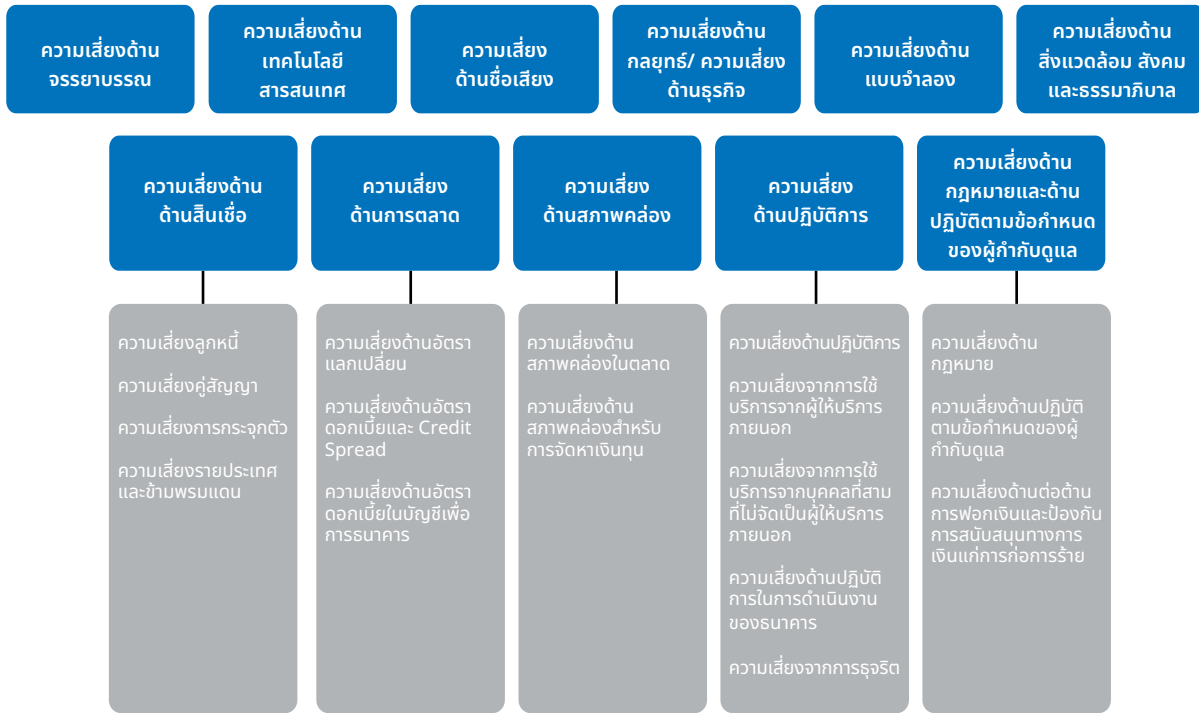 ความเสี่ยงด้าน
จรรยาบรรณ
ความเสี่ยงด้าน
เทคโนโลยี
สารสนเทศ
ความเสี่ยง
ด้านชื่อเสียง
ความเสี่ยงด้าน
กลยุทธ์/ ความเสี่ยง
ด้านธุรกิจ
ความเสี่ยงด้าน
แบบจำลอง
ความเสี่ยงด้าน
สิ่งแวดล้อม สังคม
และธรรมาภิบาล
ความเสี่ยงด้าน
ด้านสินเชื่อ
ความเสี่ยง
ด้านการตลาด
ความเสี่ยง
ด้านสภาพคล่อง
ความเสี่ยง
ด้านปฏิบัติการ
ความเสี่ยงด้าน
กฎหมายและด้าน
ปฏิบัติตามข้อกำหนด
ของผู้กำกับดูแล
ความเสี่ยงลูกหนี้
ความเสี่ยงคู่สัญญา
ความเสี่ยงการกระจุกตัว
ความเสี่ยงรายประเทศ
และข้ามพรมแดน
ความเสี่ยงด้านอัตรา
แลกเปลี่ยน
ความเสี่ยงด้านอัตรา
ดอกเบี้ยและ Credit
Spread
ความเสี่ยงด้านอัตรา
ดอกเบี้ยในบัญชีเพื่อ
การธนาคาร
ความเสี่ยงด้าน
สภาพคล่องในตลาด
ความเสี่ยงด้าน
สภาพคล่องสำหรับ
การจัดหาเงินทุน
ความเสี่ยงด้านปฏิบัติการ
ความเสี่ยงจากการใช้
บริการจากผู้ให้บริการ
ภายนอก
ความเสี่ยงจากการใช้
บริการจากบุคคลที่สาม
ที่ไม่จัดเป็นผู้ให้บริการ
ภายนอก
ความเสี่ยงด้านปฏิบัติ
การในการดำเนินงาน
ของธนาคาร
ความเสี่ยงจากการธุจริต
ความเสี่ยงด้าน
กฎหมาย
ความเสี่ยงด้านปฏิบัติ
ตามข้อกำหนดของผู้
กำกับดูแล
ความเสี่ยงด้านต่อต้าน
การฟอกเงินและป้องกัน
การสนับสนุนทางการ
เงินแก่การก่อการร้าย